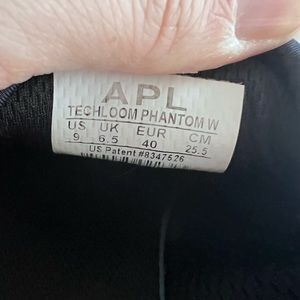 APL
TECHLOOM PHANTOM W
US UK EUR CM
9 6.5 40 25.5
US Patent #8347526